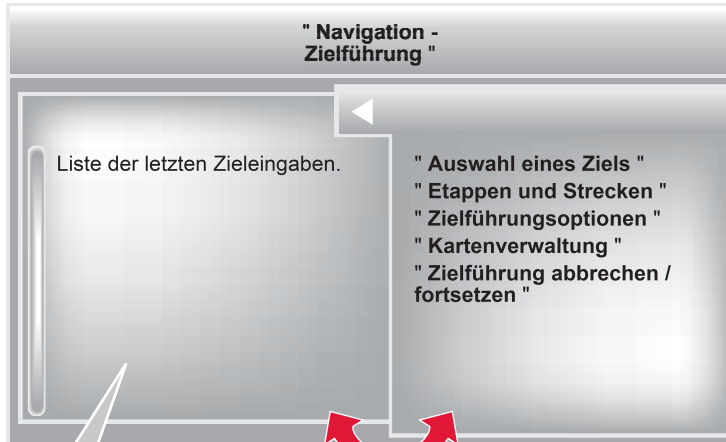 " Navigation -
Zielführung "
Liste der letzten Zieleingaben.
" Auswahl eines Ziels "
" Etappen und Strecken "
" Zielführungsoptionen "
" Kartenverwaltung "
" Zielführung abbrechen /
fortsetzen "